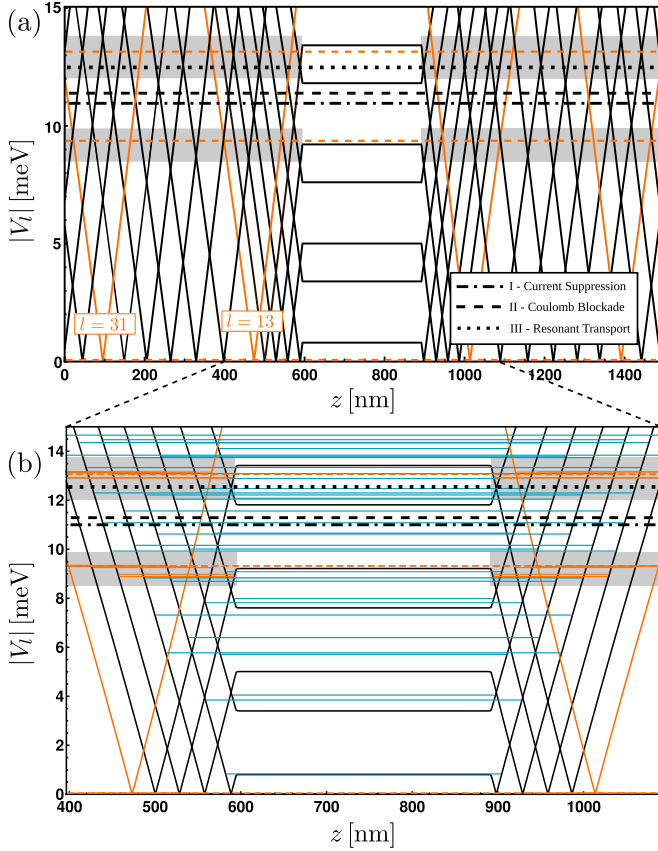 (a)
15
10
5
0
|V_l| [meV]
l = 31
l = 13
I - Current Suppression
II - Coulomb Blockade
III - Resonant Transport
0 200 400 600 800 1000 1200 1400
z [nm]
(b)
14
12
10
8
6
4
2
0
|V_l| [meV]
400 500 600 700 800 900 1000
z [nm]